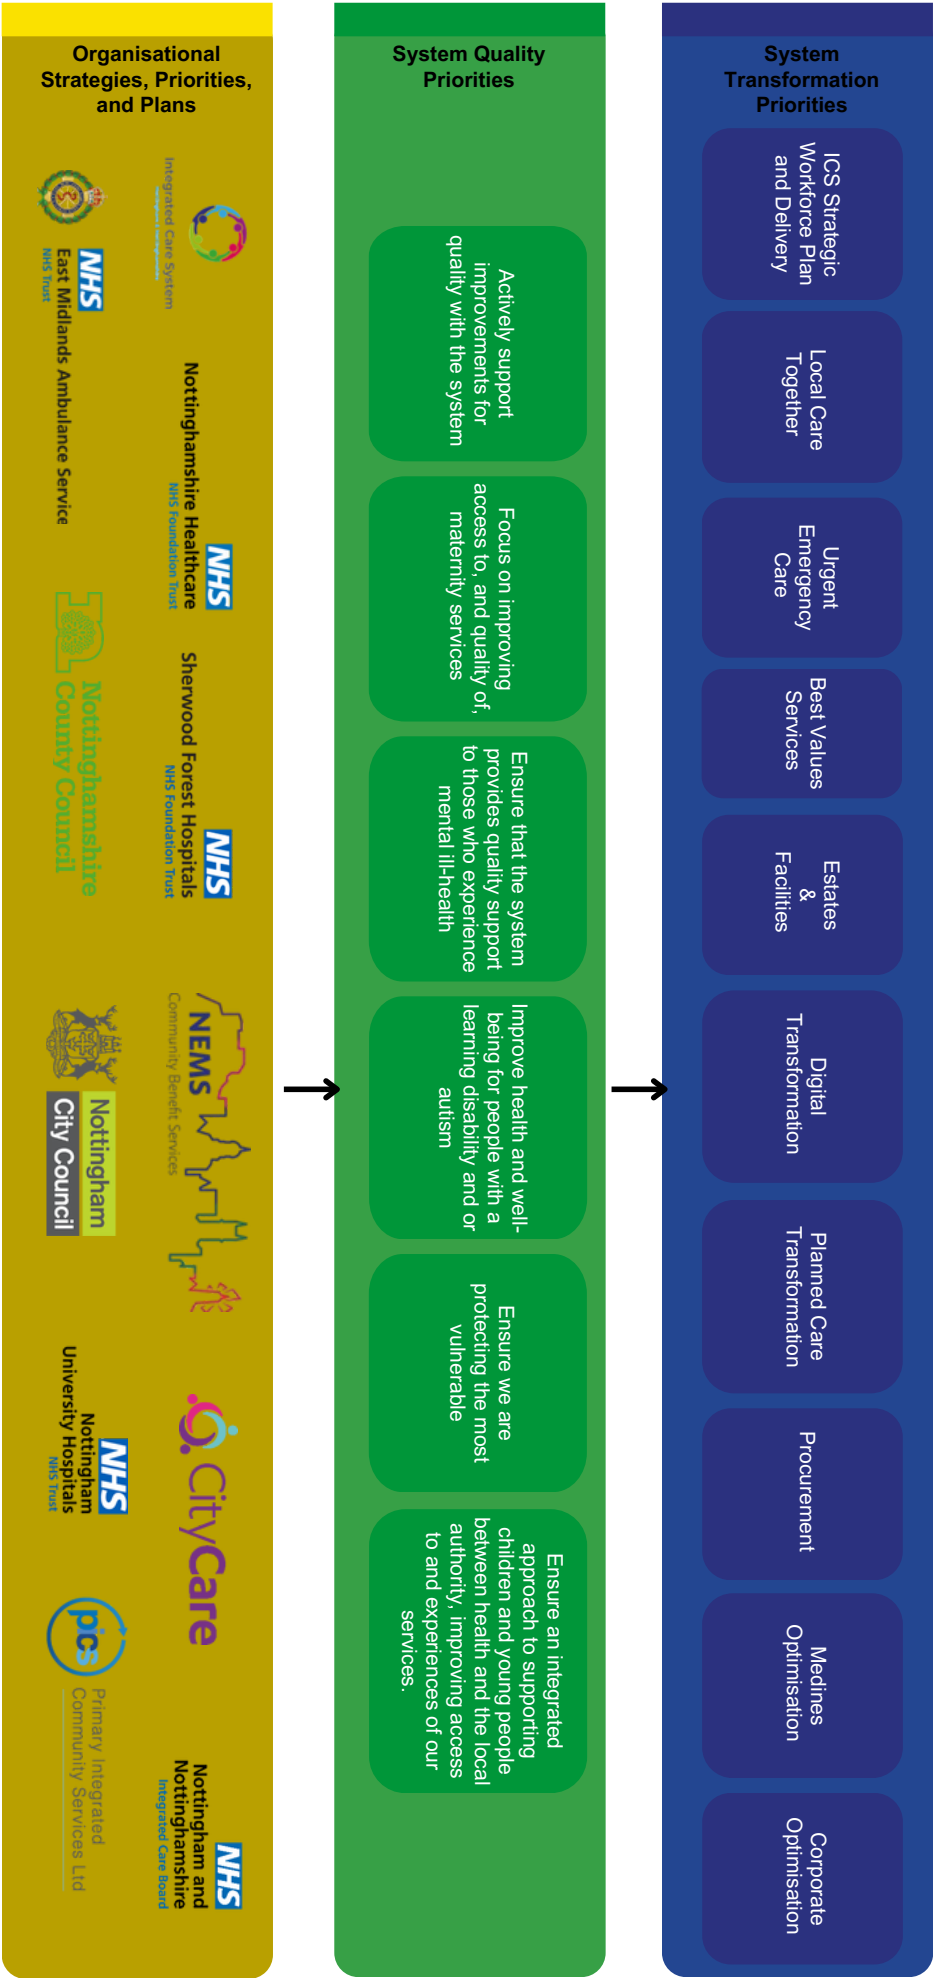 Organisational
Strategies, Priorities,
and Plans
Integrated Care System
NHS
East Midlands Ambulance Service
NHS Trust
NHS
Nottinghamshire Healthcare
NHS Foundation Trust
Nottinghamshire
County Council
NHS
Sherwood Forest Hospitals
NHS Foundation Trust
NEMS
Community Benefit Services
Nottingham
City Council
CityCare
NHS
Nottingham
University Hospitals
NHS Trust
pics
Primary Integrated
Community Services Ltd
NHS
Nottingham and
Nottinghamshire
Integrated Care Board
System Quality
Priorities
Actively support
improvements for
quality with the system
Focus on improving
access to, and quality of,
maternity services
Ensure that the system
provides quality support
to those who experience
mental ill-health
Improve health and well-
being for people with a
learning disability and or
autism
Ensure we are
protecting the most
vulnerable
Ensure an integrated
approach to supporting
children and young people
between health and the local
authority, improving access
to and experiences of our
services.
System
Transformation
Priorities
ICS Strategic
Workforce Plan
and Delivery
Local Care
Together
Urgent
Emergency
Care
Best Values
Services
Estates
&
Facilities
Digital
Transformation
Planned Care
Transformation
Procurement
Medines
Optimisation
Corporate
Optimisation